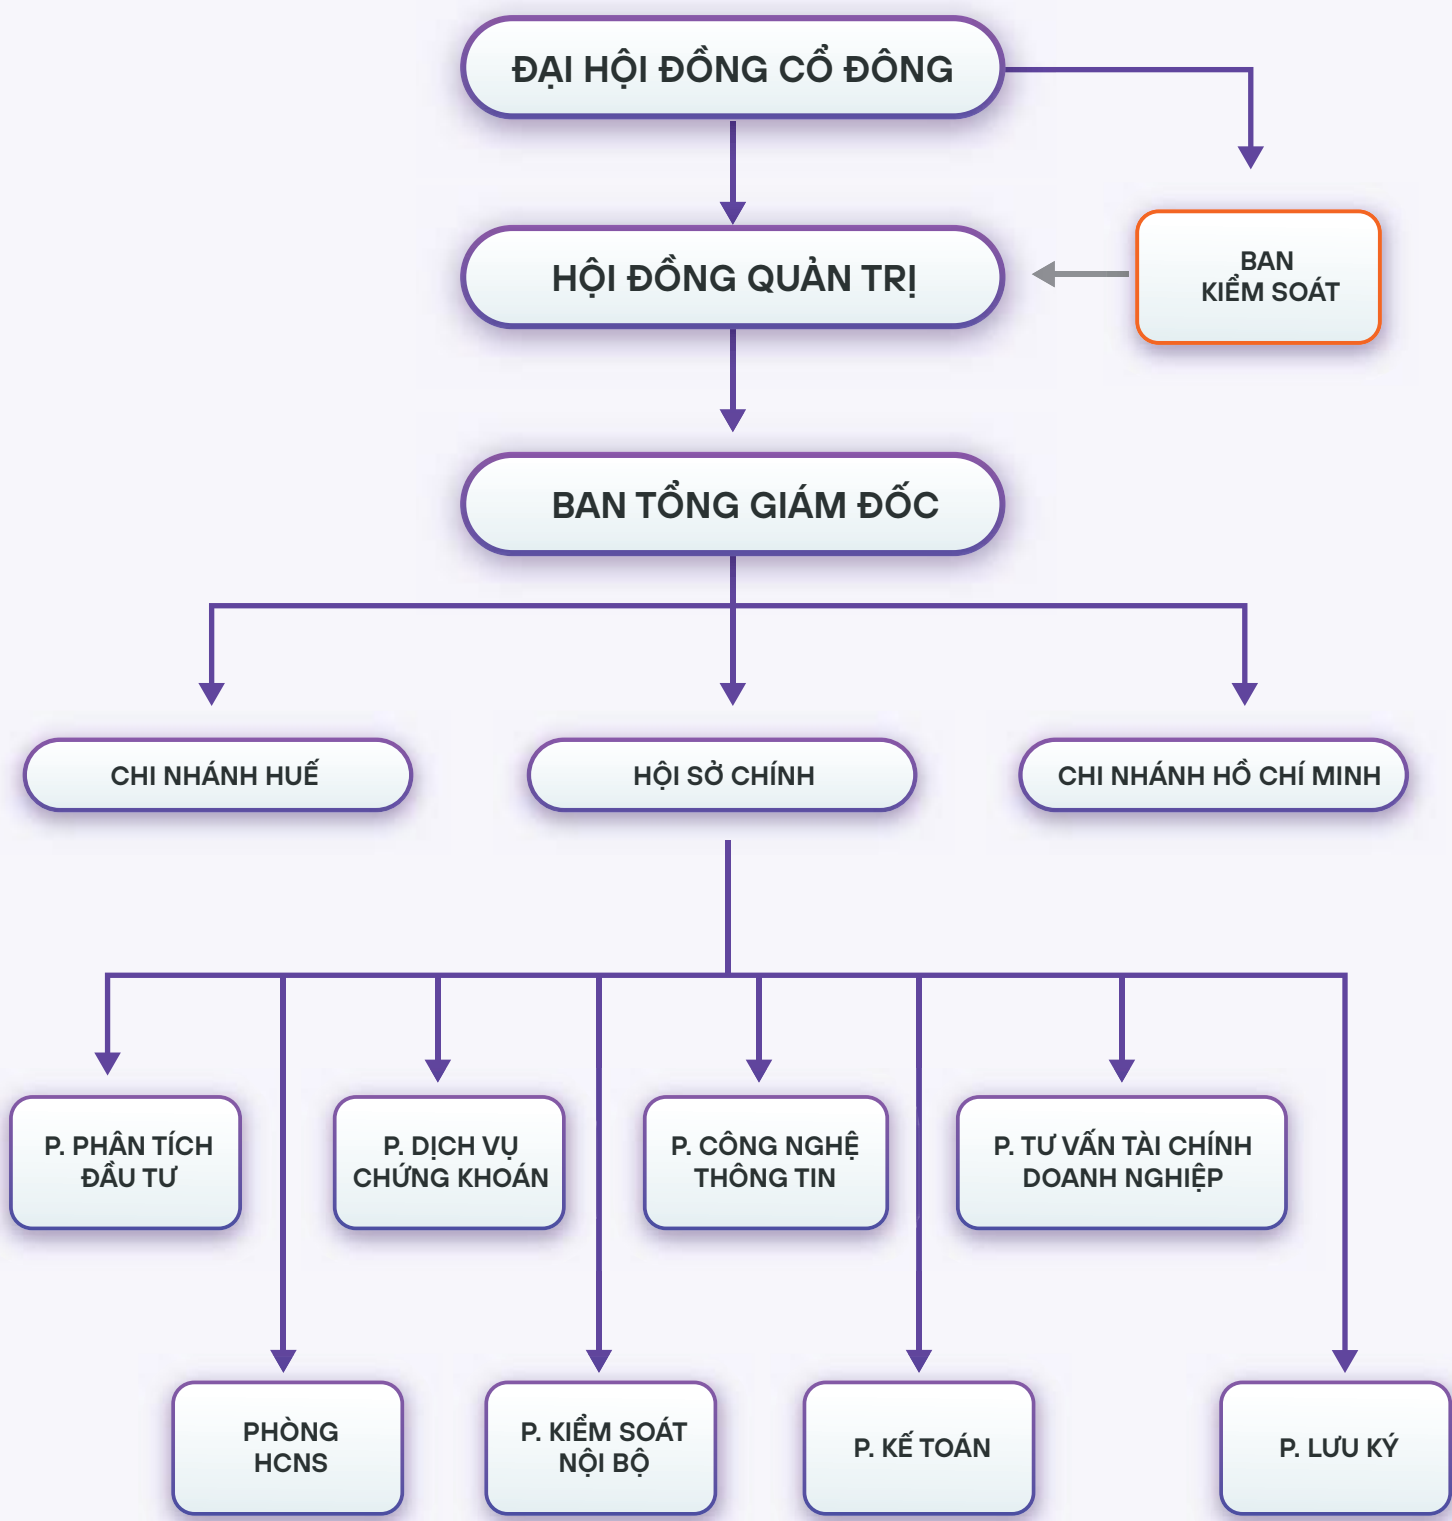 ĐẠI HỘI ĐỒNG CỔ ĐÔNG
HỘI ĐỒNG QUẢN TRỊ
BAN
KIỂM SOÁT
BAN TỔNG GIÁM ĐỐC
CHI NHÁNH HUẾ
HỘI SỞ CHÍNH
CHI NHÁNH HỒ CHÍ MINH
P. PHÂN TÍCH
ĐẦU TƯ
P. DỊCH VỤ
CHỨNG KHOÁN
P. CÔNG NGHỆ
THÔNG TIN
P. TƯ VẤN TÀI CHÍNH
DOANH NGHIỆP
PHÒNG
HCNS
P. KIỂM SOÁT
NỘI BỘ
P. KẾ TOÁN
P. LƯU KÝ